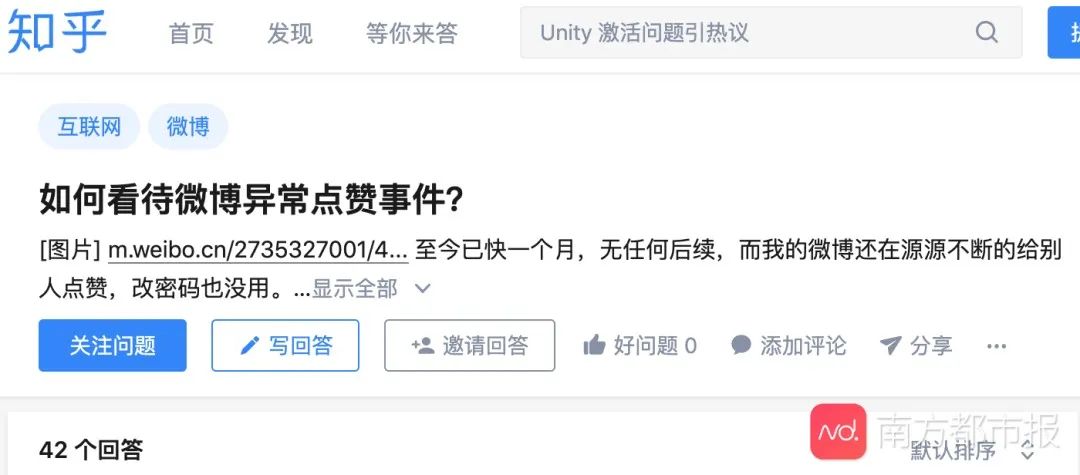 知乎 首页 发现 等你来答 Unity 激活问题引热议
互联网 微博
如何看待微博异常点赞事件?
[图片] m.weibo.cn/2735327001/4... 至今已快一个月，无任何后续，而我的微博还在源源不断的给别
人点赞，改密码也没用。...显示全部
关注问题 写回答 邀请回答 好问题 0 添加评论 分享 ...
42 个回答 默认排序
nd. 南方都市报